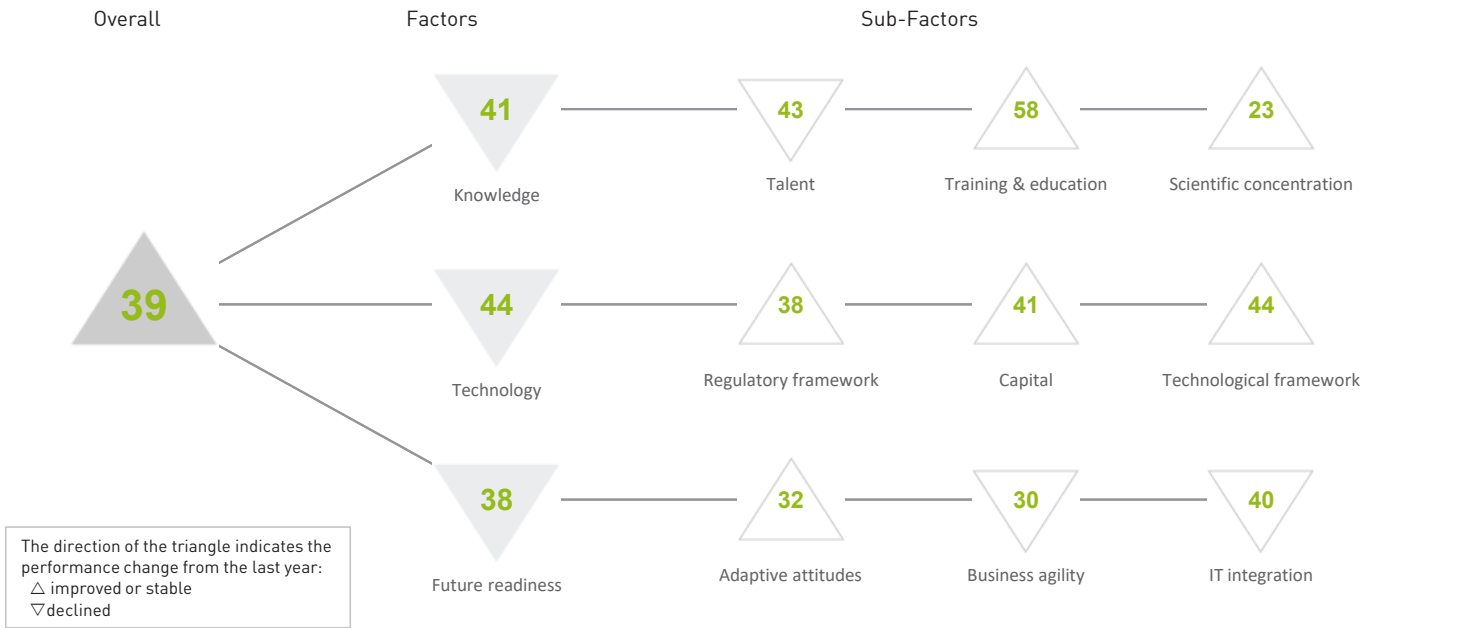 Overall
Factors
Sub-Factors
41
43
58
23
Knowledge
Talent
Training & education
Scientific concentration
39
44
38
41
44
Technology
Regulatory framework
Capital
Technological framework
38
32
30
40
Future readiness
Adaptive attitudes
Business agility
IT integration
The direction of the triangle indicates the
performance change from the last year:
△ improved or stable
▽ declined